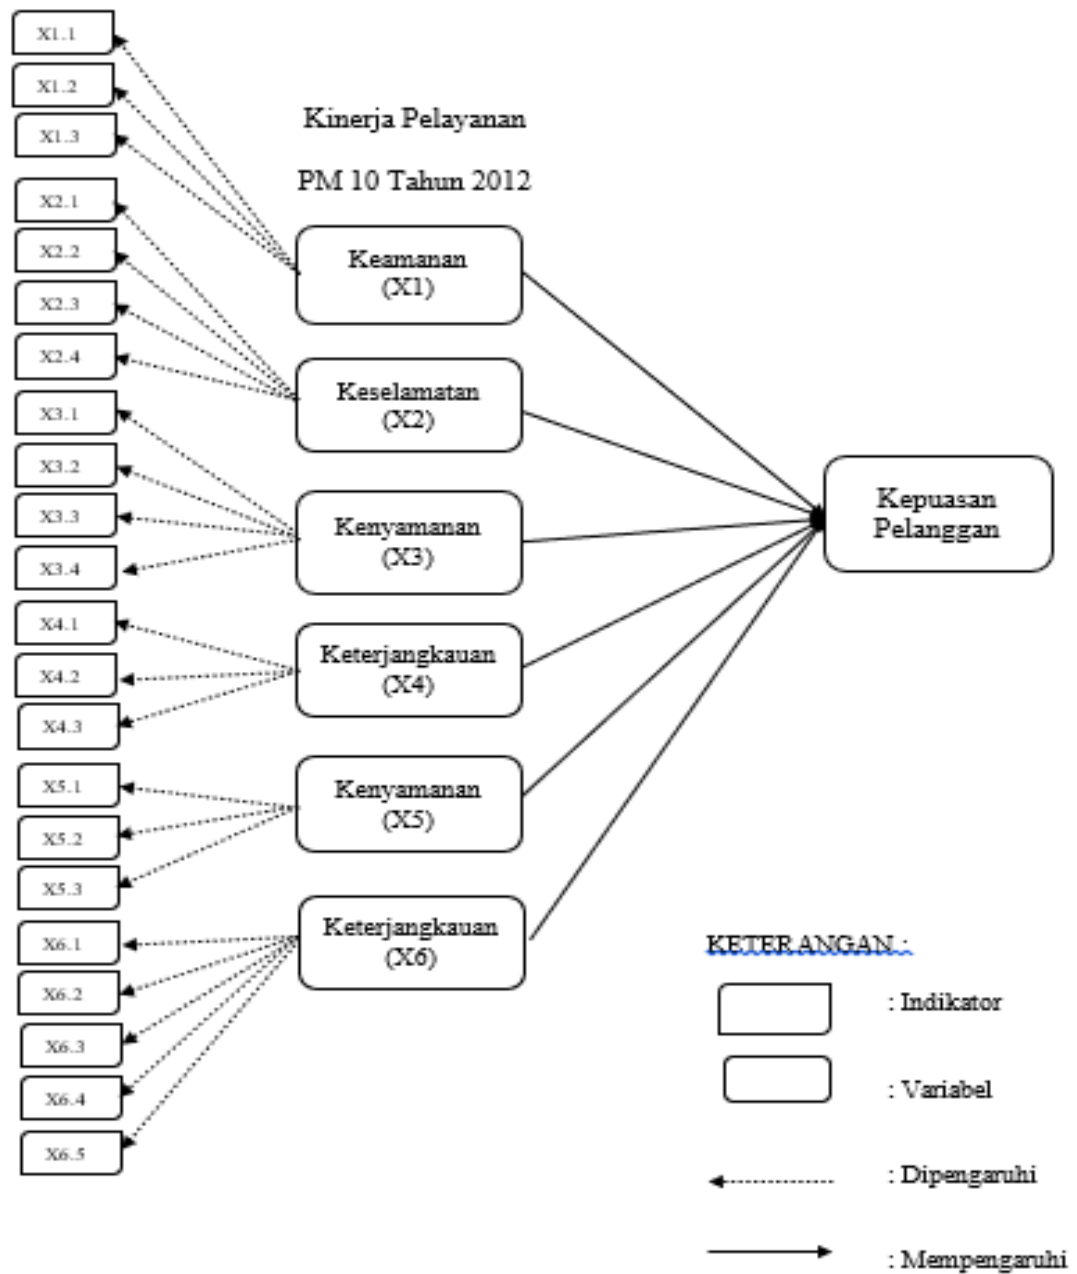 X1.1
X1.2
X1.3
X2.1
X2.2
X2.3
X2.4
X3.1
X3.2
X3.3
X3.4
X4.1
X4.2
X4.3
X5.1
X5.2
X5.3
X6.1
X6.2
X6.3
X6.4
X6.5
Kinerja Pelayanan
PM 10 Tahun 2012
Keamanan
(X1)
Keselamatan
(X2)
Kenyamanan
(X3)
Keterjangkauan
(X4)
Kenyamanan
(X5)
Keterjangkauan
(X6)
Kepuasan
Pelanggan
KETERANGAN :
: Indikator
: Variabel
: Dipengaruhi
: Mempengaruhi